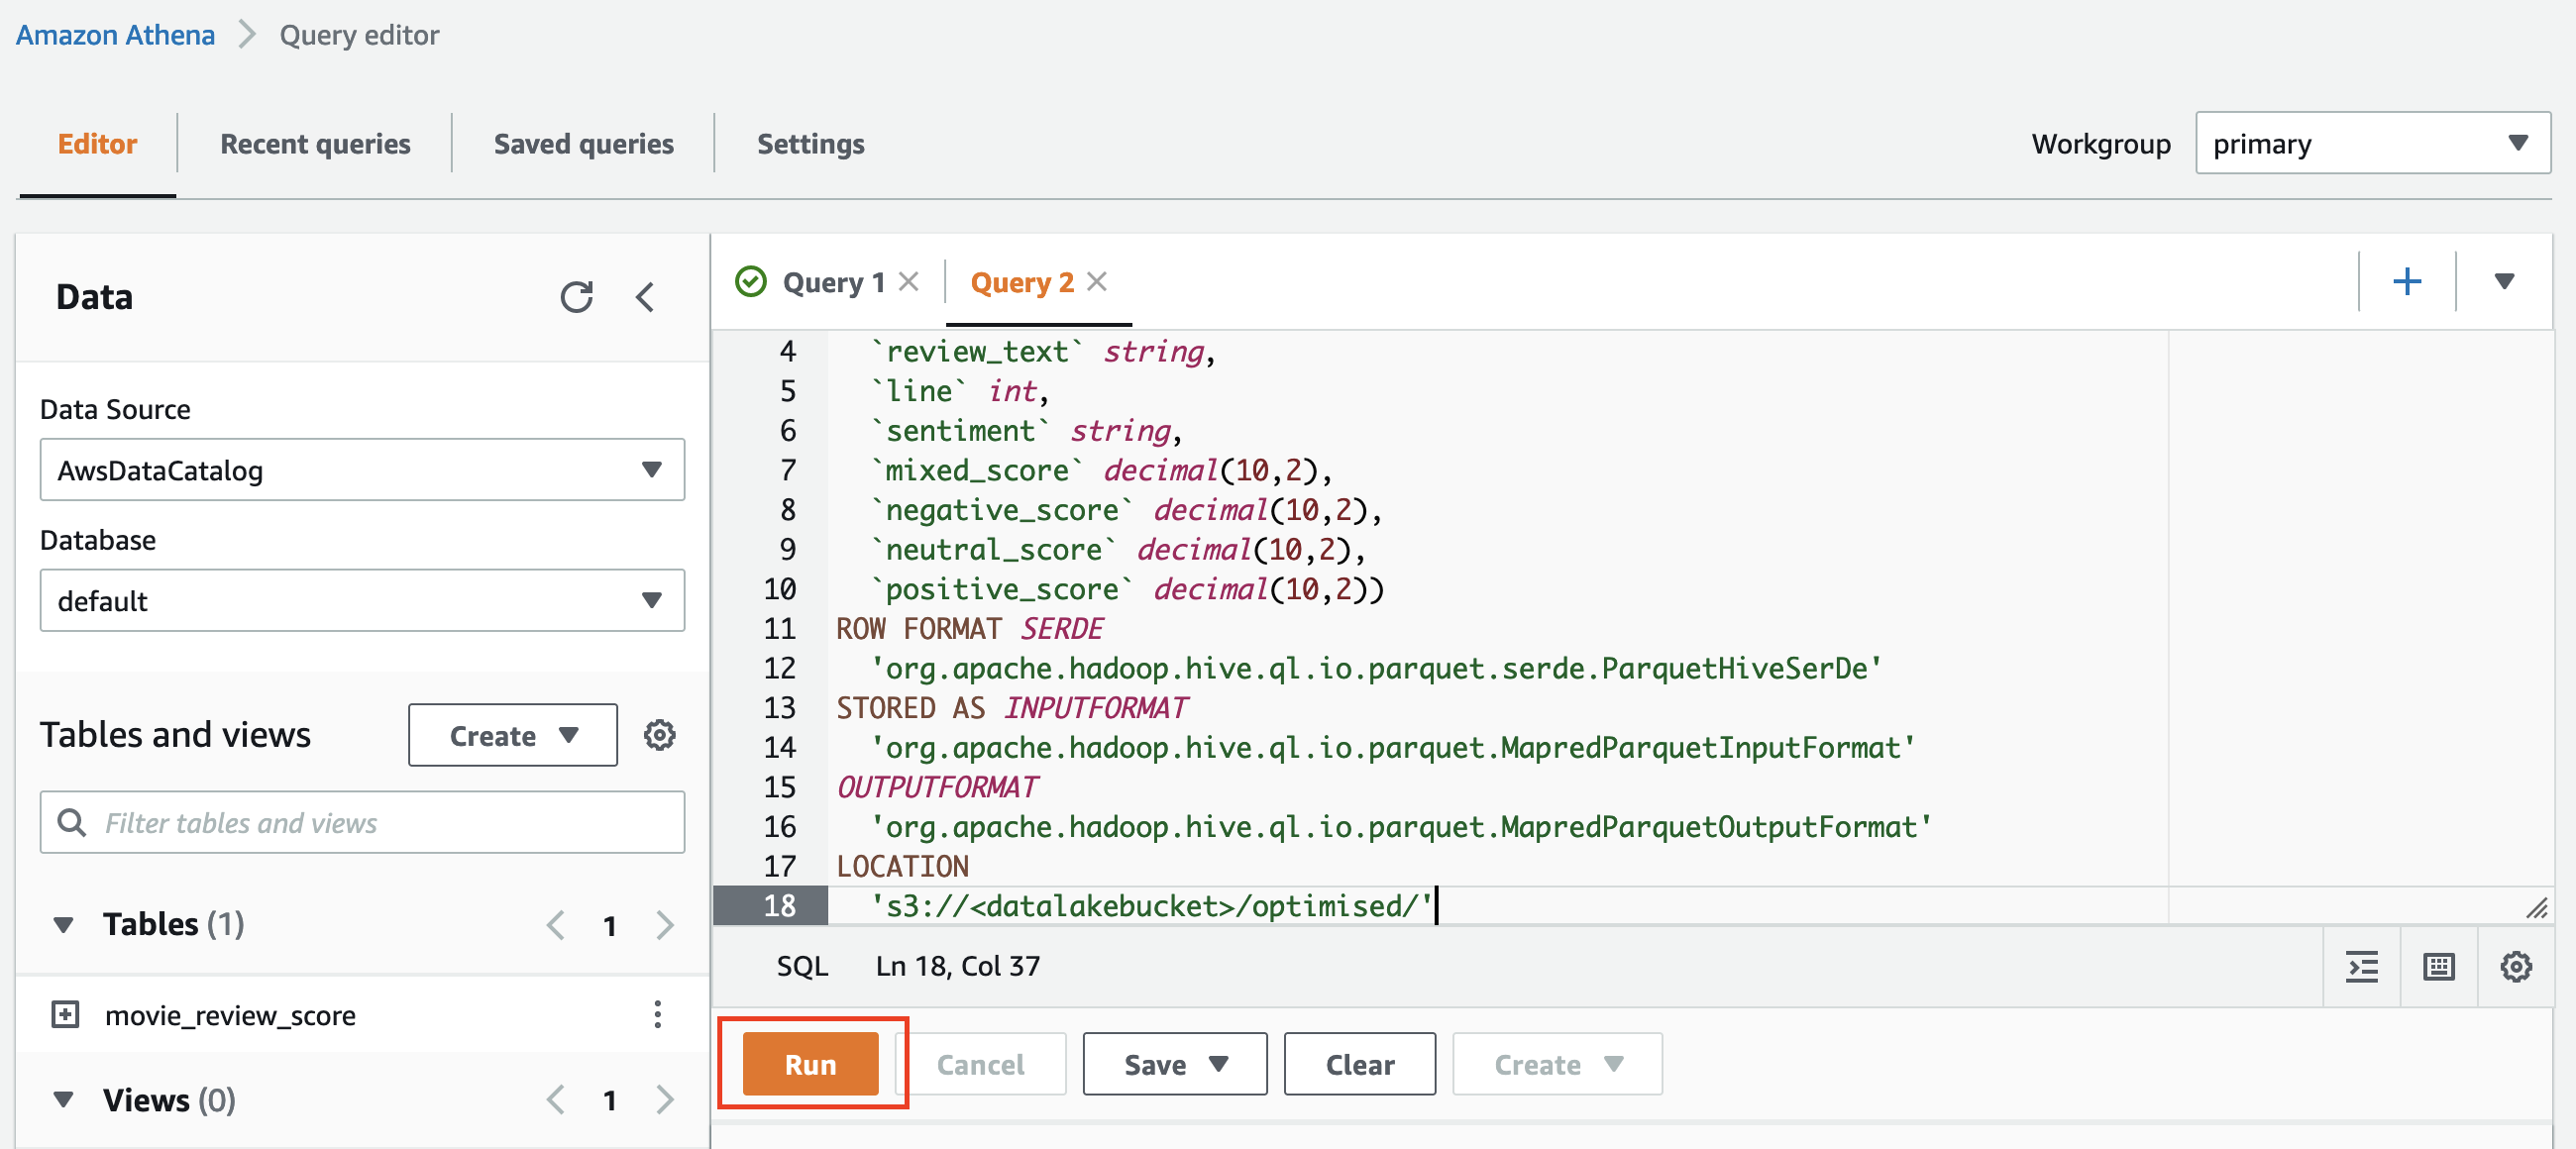 Amazon Athena > Query editor
Editor Recent queries Saved queries Settings Workgroup primary
Data
Data Source
AwsDataCatalog
Database
default
Tables and views Create
Filter tables and views
Tables (1) < 1 >
movie_review_score
Views (0) < 1 >
Query 1 Query 2
4 `review_text` string,
5 `line` int,
6 `sentiment` string,
7 `mixed_score` decimal(10,2),
8 `negative_score` decimal(10,2),
9 `neutral_score` decimal(10,2),
10 `positive_score` decimal(10,2))
11 ROW FORMAT SERDE
12 'org.apache.hadoop.hive.ql.io.parquet.serde.ParquetHiveSerDe'
13 STORED AS INPUTFORMAT
14 'org.apache.hadoop.hive.ql.io.parquet.MapredParquetInputFormat'
15 OUTPUTFORMAT
16 'org.apache.hadoop.hive.ql.io.parquet.MapredParquetOutputFormat'
17 LOCATION
18 's3://<datalakebucket>/optimised/'
SQL Ln 18, Col 37
Run Cancel Save Clear Create